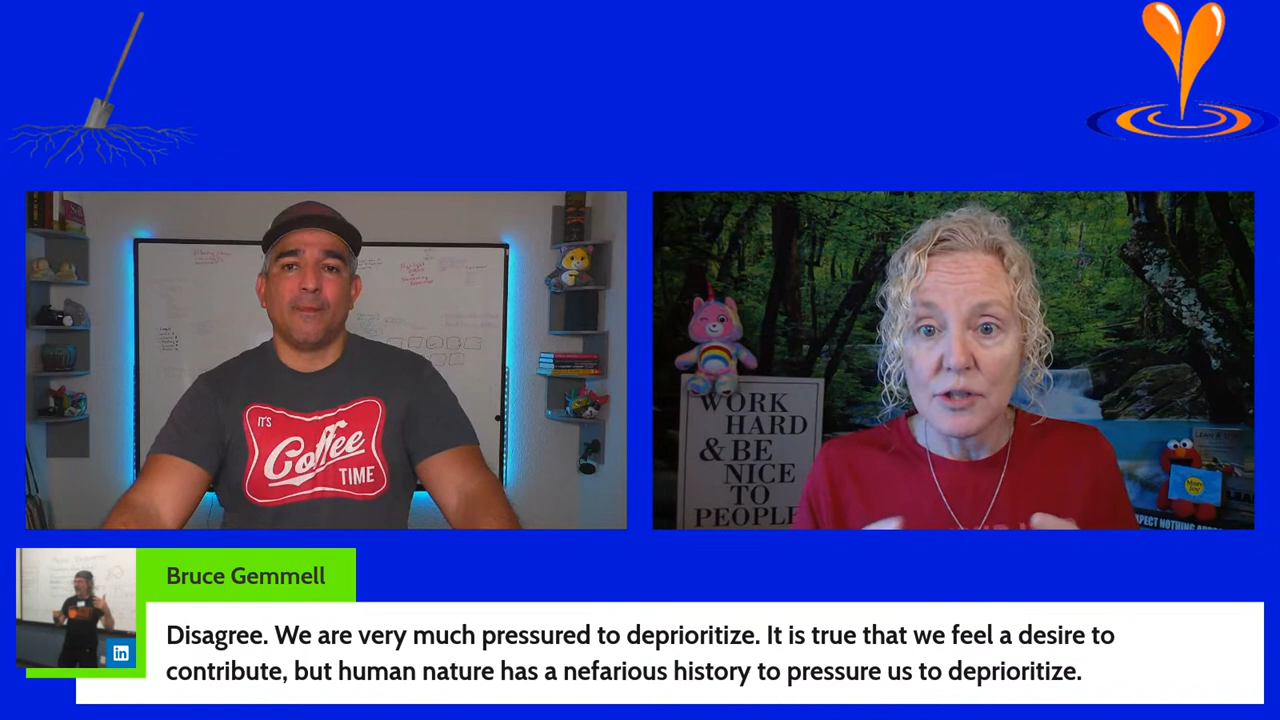 IT'S
Coffee
TIME
WORK
HARD
& BE
NICE
TO
PEOPLE
Bruce Gemmell
in
Disagree. We are very much pressured to deprioritize. It is true that we feel a desire to
contribute, but human nature has a nefarious history to pressure us to deprioritize.